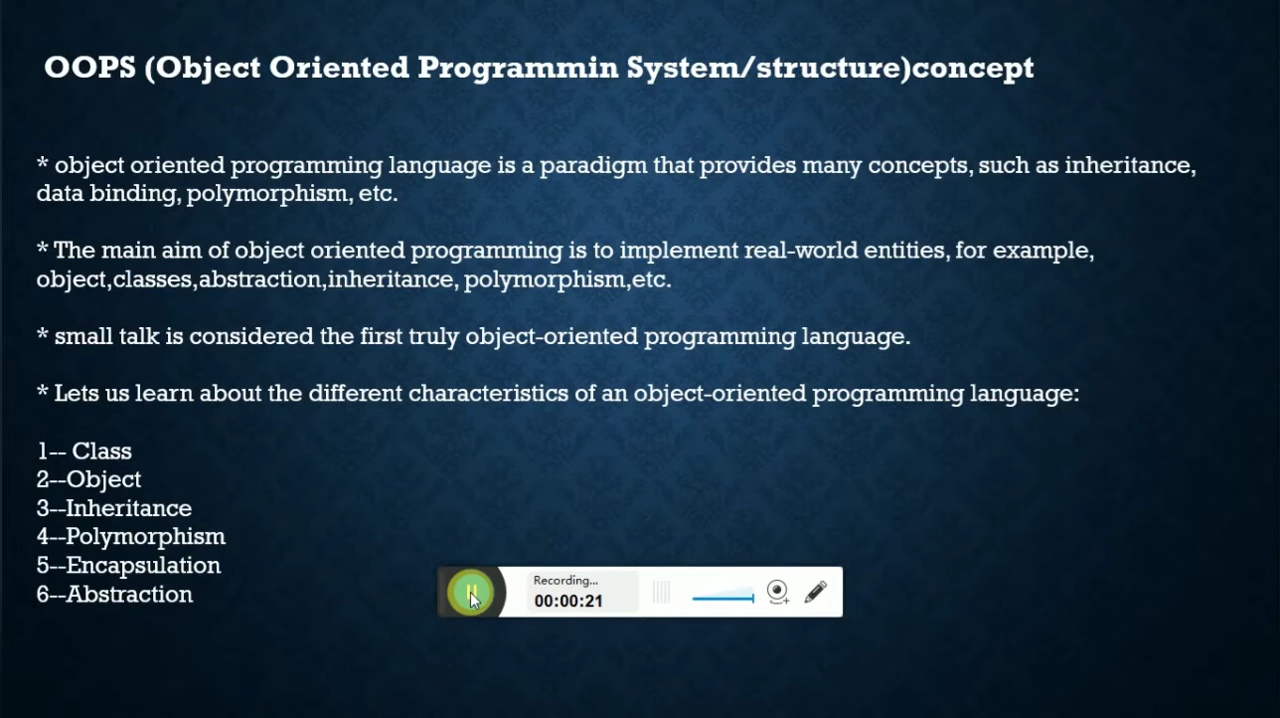 OOPS (Object Oriented Programmin System/structure)concept
* object oriented programming language is a paradigm that provides many concepts, such as inheritance,
data binding, polymorphism, etc.
* The main aim of object oriented programming is to implement real-world entities, for example,
object,classes,abstraction,inheritance, polymorphism,etc.
* small talk is considered the first truly object-oriented programming language.
* Lets us learn about the different characteristics of an object-oriented programming language:
1-- Class
2--Object
3--Inheritance
4--Polymorphism
5--Encapsulation
6--Abstraction
Recording...
00:00:21